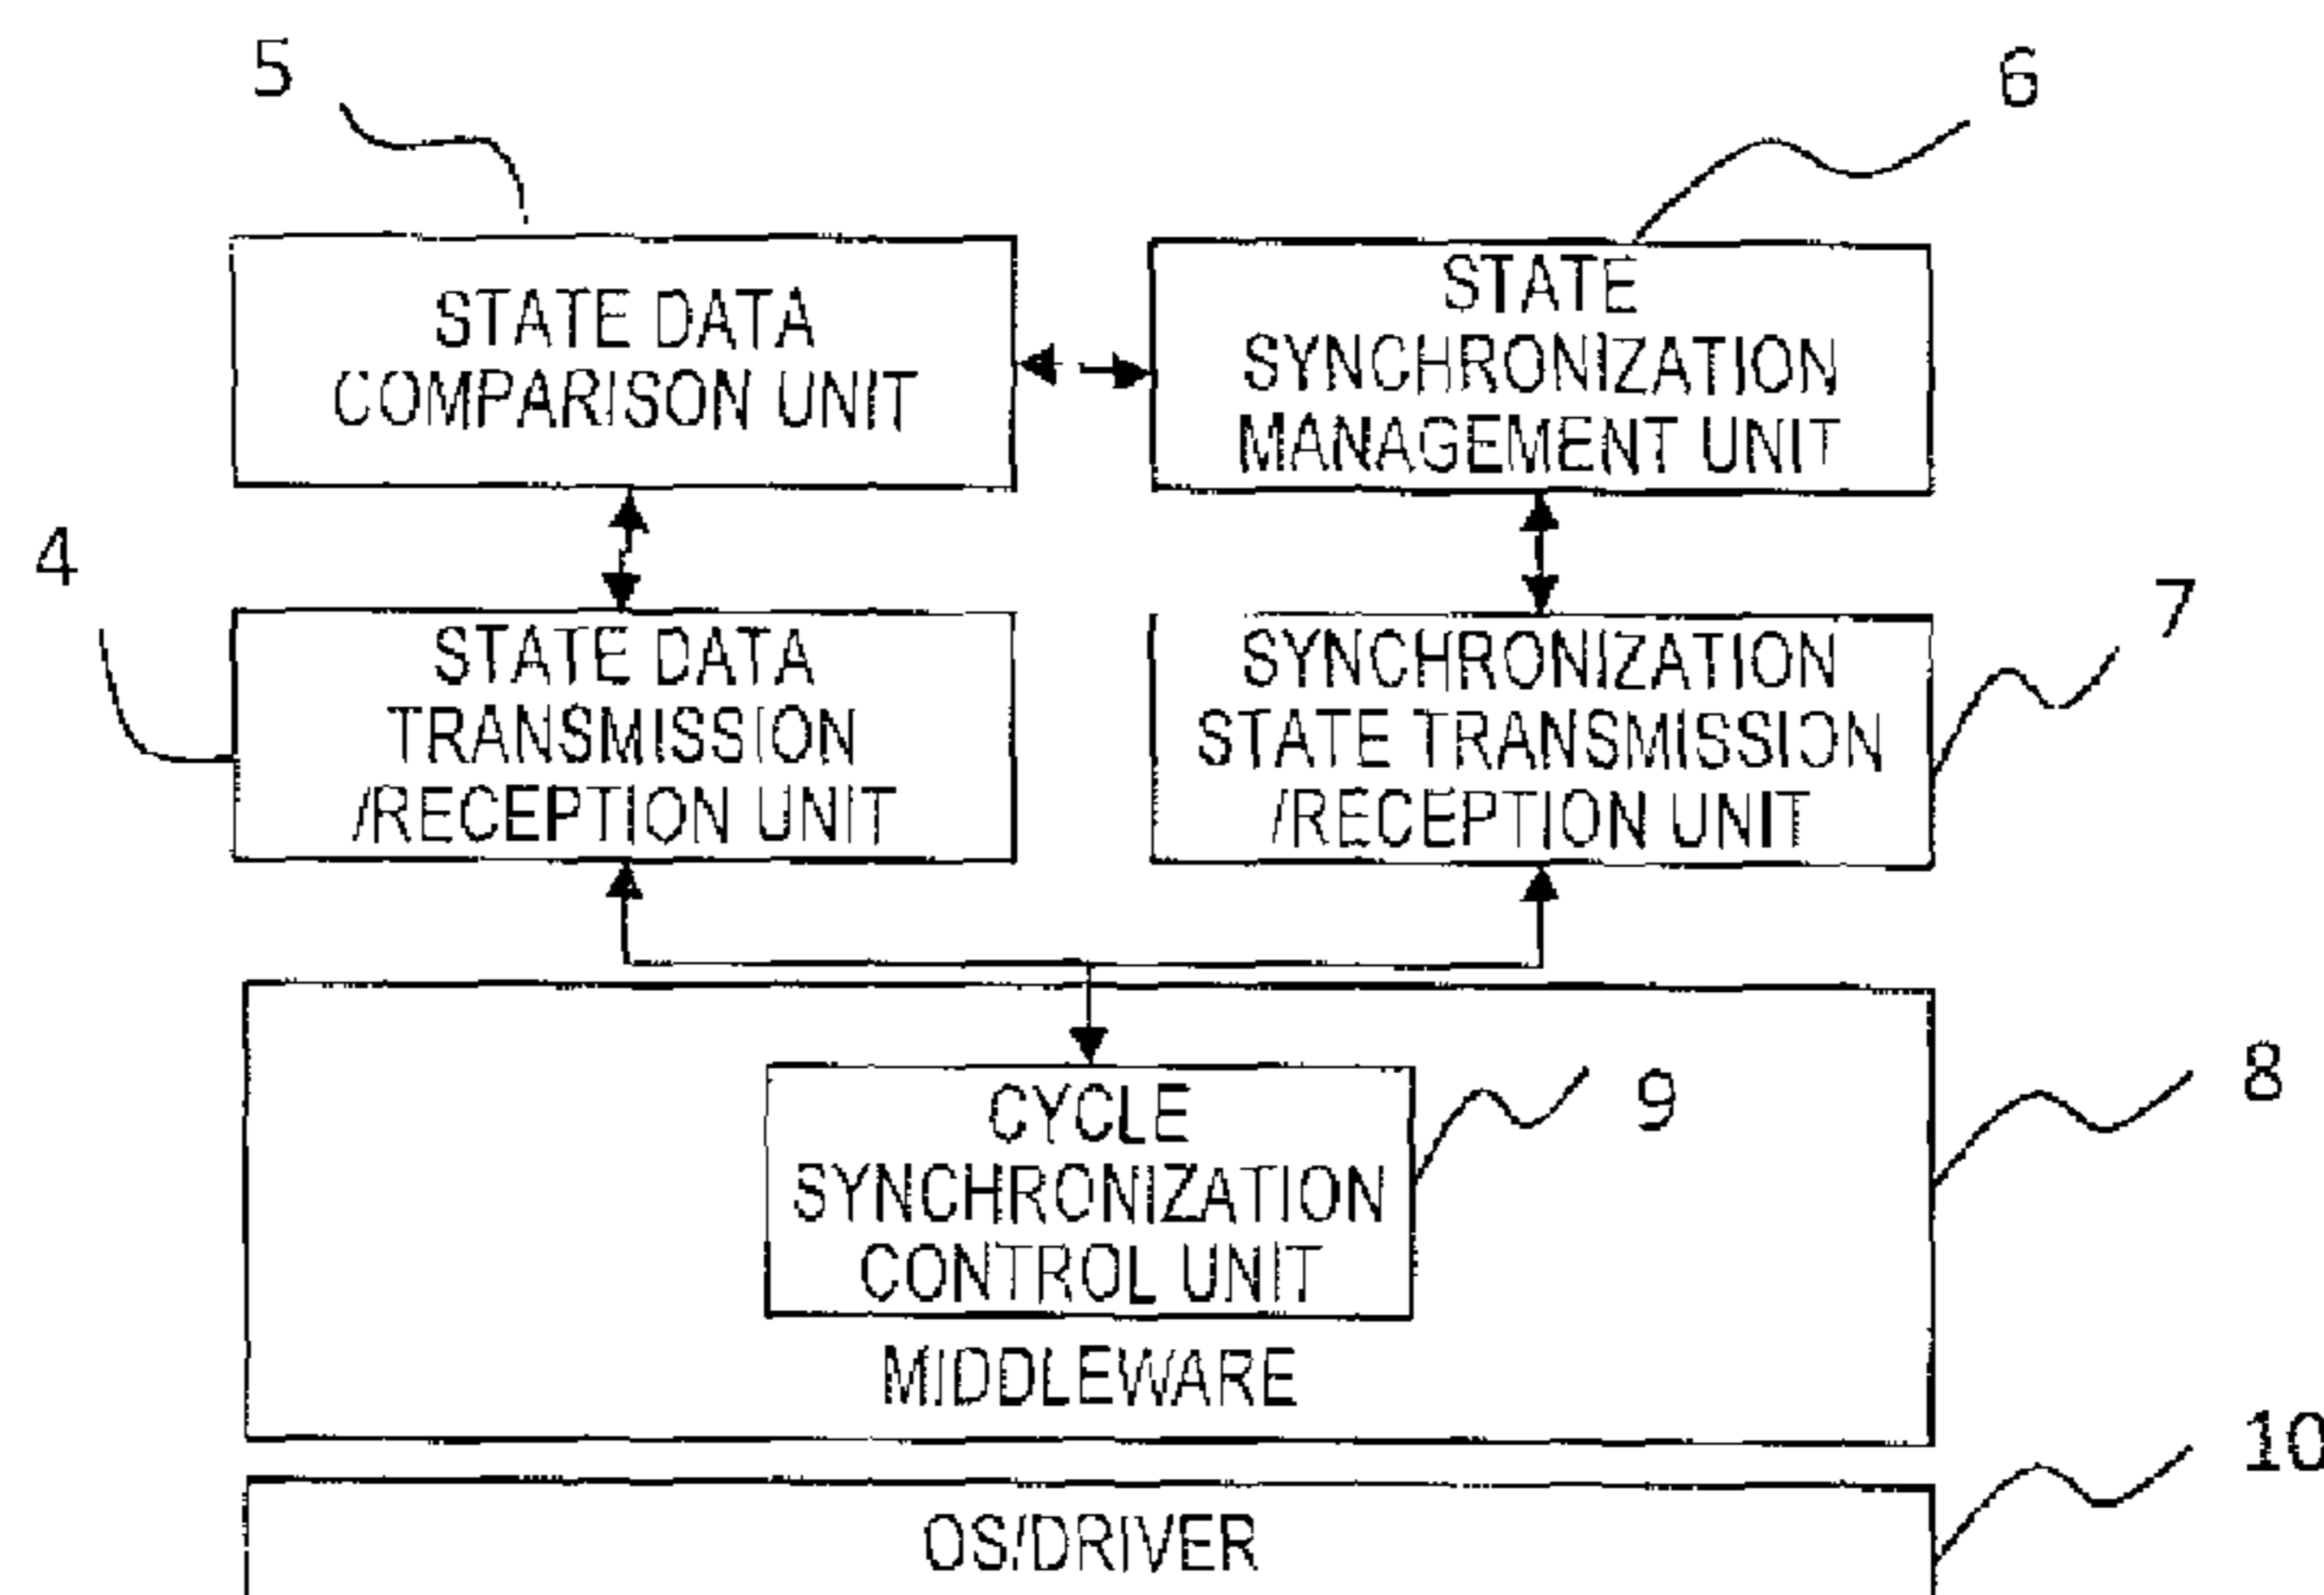 5
6
STATE DATA
COMPARISON UNIT
STATE
SYNCHRONIZATION
MANAGEMENT UNIT
4
7
STATE DATA
TRANSMISSION
/RECEPTION UNIT
SYNCHRONIZATION
STATE TRANSMISSION
/RECEPTION UNIT
8
9
CYCLE
SYNCHRONIZATION
CONTROL UNIT
MIDDLEWARE
10
OS/DRIVER